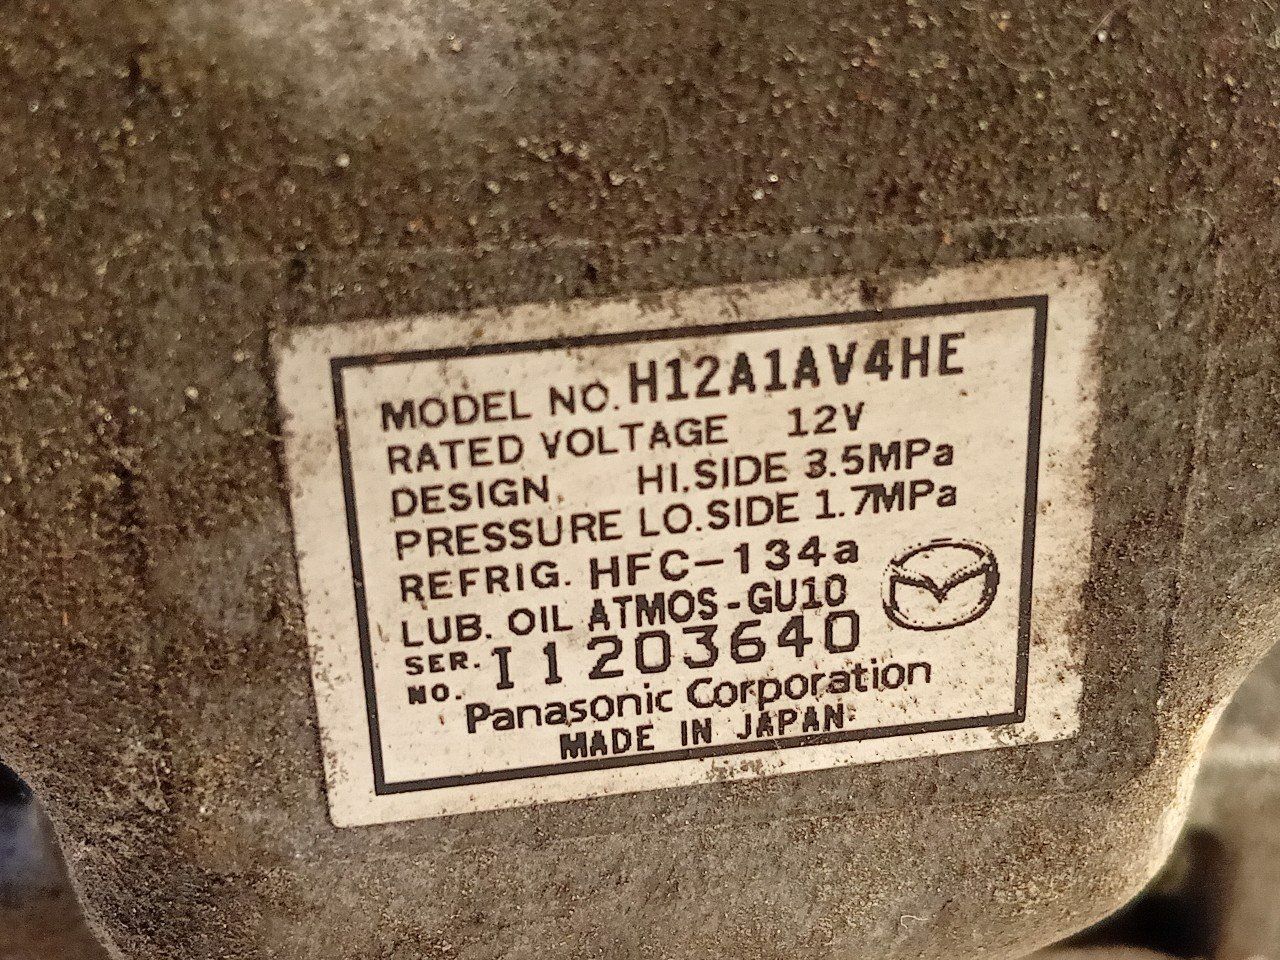 MODEL NO. H12A1AV4HE
RATED VOLTAGE 12V
DESIGN HI.SIDE 3.5MPa
PRESSURE LO.SIDE 1.7MPa
REFRIG. HFC-134a
LUB. OIL ATMOS-GU10
SER. NO. I1203640
Panasonic Corporation
MADE IN JAPAN